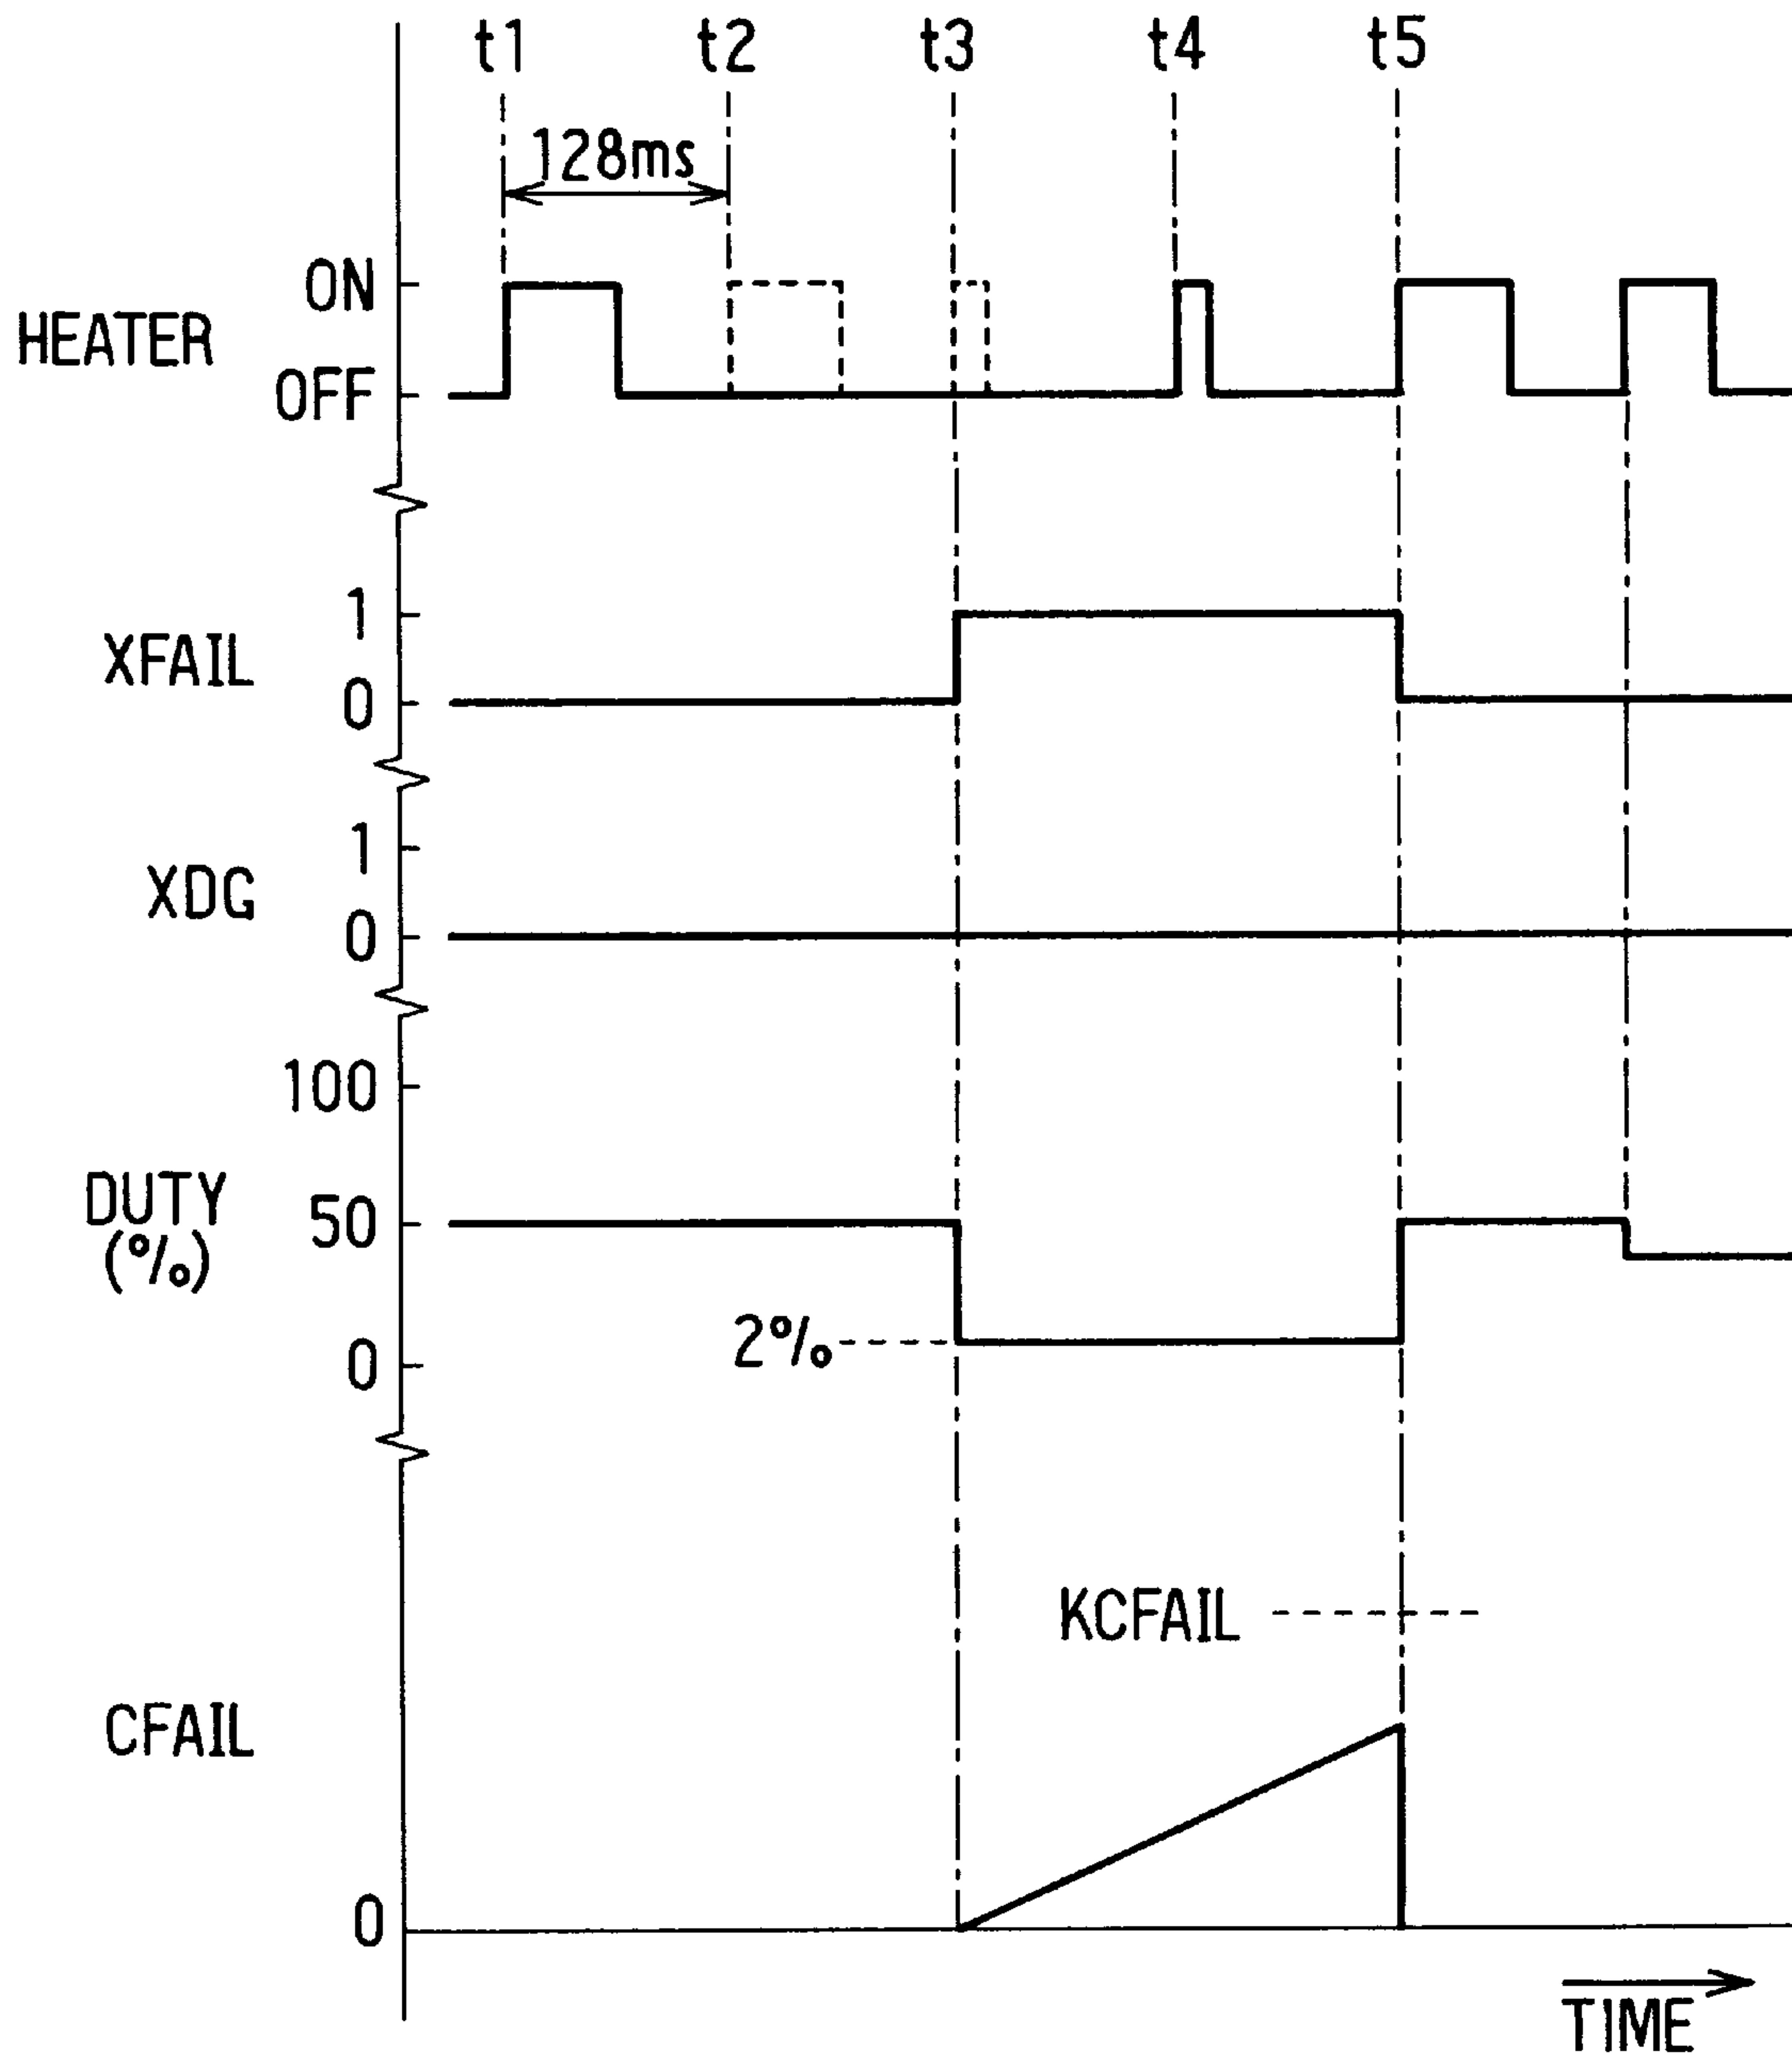 t1 t2 t3 t4 t5
128ms
ON
HEATER
OFF
1
XFAIL
0
1
XDG
0
100
DUTY
50
(%)
2%
0
KCFAIL
CFAIL
0
TIME